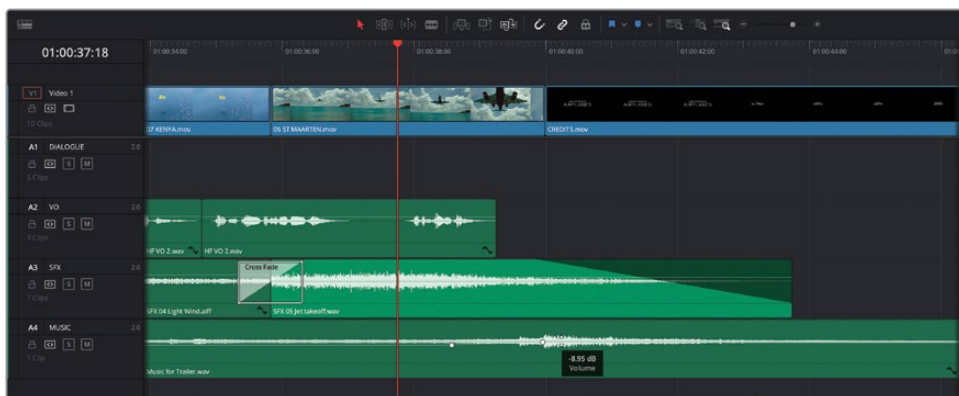 01:00:37:18
01:00:34:00
01:00:36:00
01:00:38:00
01:00:40:00
01:00:42:00
01:00:44:00
V1 Video 1
10 Clips
07 KENYA.mov
05 ST MAARTEN.mov
CREDITS.mov
A1 DIALOGUE 2.0
S M
5 Clips
A2 VO 2.0
S M
3 Clips
HF VO 2.wav
HF VO 2.wav
A3 SFX 2.0
S M
7 Clips
Cross Fade
SFX 04 Light Wind.aiff
SFX 05 Jet takeoff.wav
A4 MUSIC 2.0
S M
1 Clip
-8.95 dB
Volume
Music for Trailer.wav